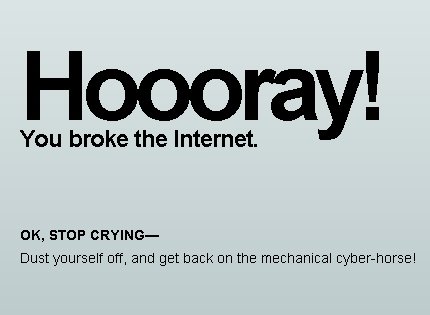 Hoooray!
You broke the Internet.
OK, STOP CRYING—
Dust yourself off, and get back on the mechanical cyber-horse!